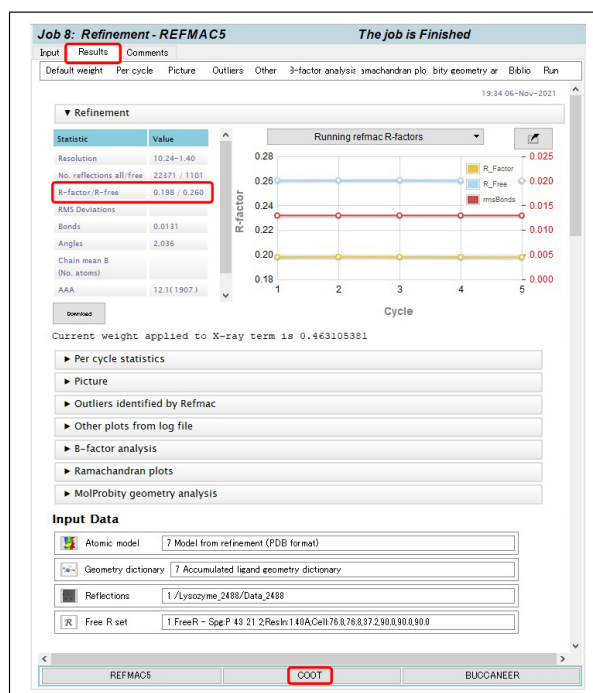 Job 8: Refinement - REFMAC5 The job is Finished
Input Results Comments
Default weight Per cycle Picture Outliers Other 3-factor analysis amachandran plo bity geometry ar Biblio Run
19:34 06-Nov-2021
▼ Refinement
Statistic Value
Resolution 10.24-1.40
No. reflections all/free 22371 / 1101
R-factor/R-free 0.198 / 0.260
RMS Deviations
Bonds 0.0131
Angles 2.036
Chain mean B
(No. atoms)
AAA 12.1( 1907 )
Download
Running refmac R-factors
0.28 0.025
0.26 0.020
0.24 0.015
0.22 0.010
0.20 0.005
0.18 0.000
R-factor
R_Factor
R_Free
rmsBonds
1 2 3 4 5
Cycle
Current weight applied to X-ray term is 0.463105381
► Per cycle statistics
► Picture
► Outliers identified by Refmac
► Other plots from log file
► B-factor analysis
► Ramachandran plots
► MolProbity geometry analysis
Input Data
Atomic model 7 Model from refinement (PDB format)
Geometry dictionary 7 Accumulated ligand geometry dictionary
Reflections 1 /Lysozyme_2488/Data_2488
R Free R set 1 FreeR - Spg:P 43 21 2;Resln:1.40A;Cell:76.8,76.8,37.2,90.0,90.0,90.0
REFMAC5 COOT BUCCANEER